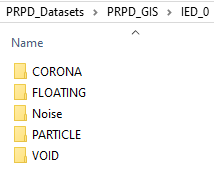 PRPD_Datasets > PRPD_GIS > IED_0
Name
CORONA
FLOATING
Noise
PARTICLE
VOID